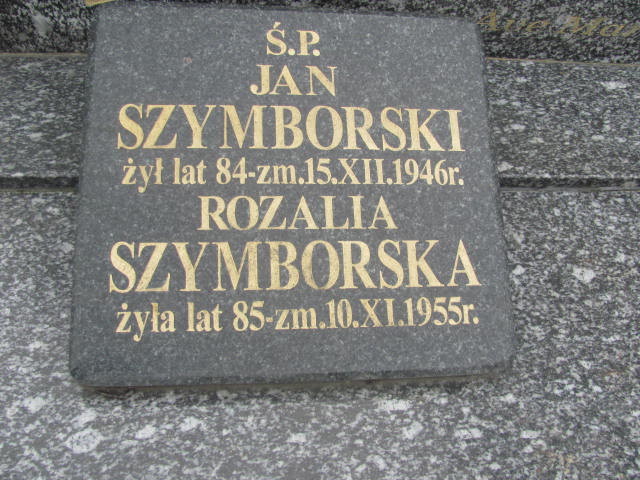 Ś.P.
JAN
SZYMBORSKI
żył lat 84-zm.15.XII.1946r.
ROZALIA
SZYMBORSKA
żyła lat 85-zm.10.XI.1955r.